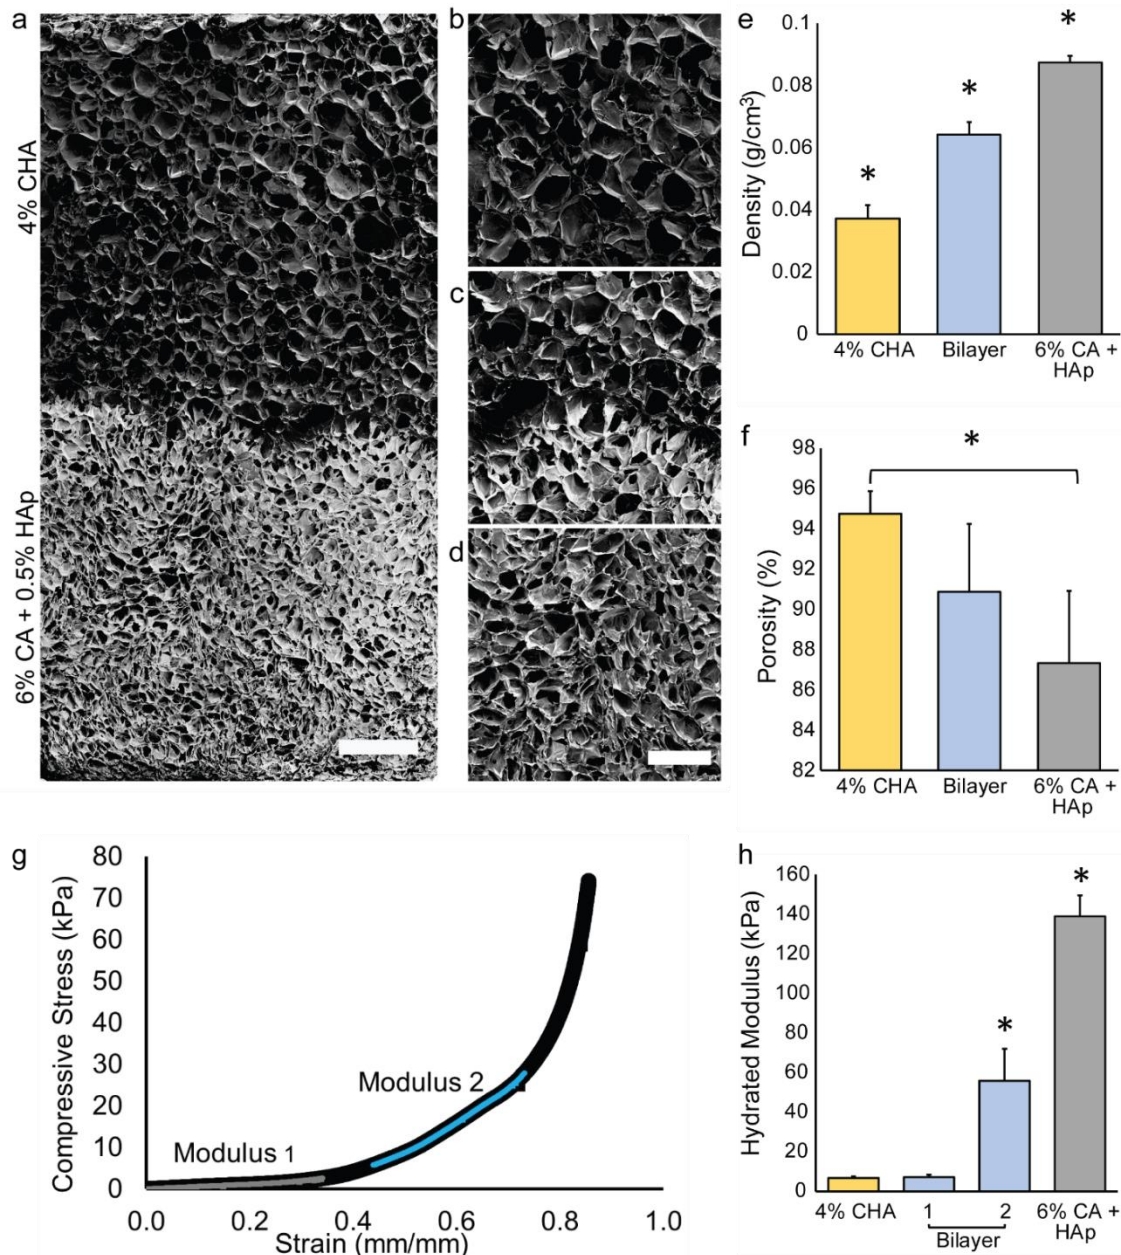 a
4% CHA
6% CA + 0.5% HAp
b
c
d
e
Density (g/cm³)
0.1
0.08
0.06
0.04
0.02
0
*
*
*
4% CHA
Bilayer
6% CA +
HAp
f
Porosity (%)
98
96
94
92
90
88
86
84
82
*
4% CHA
Bilayer
6% CA +
HAp
g
Compressive Stress (kPa)
80
70
60
50
40
30
20
10
0
Modulus 2
Modulus 1
0.0 0.2 0.4 0.6 0.8 1.0
Strain (mm/mm)
h
Hydrated Modulus (kPa)
160
140
120
100
80
60
40
20
0
*
*
4% CHA
1
2
Bilayer
6% CA +
HAp